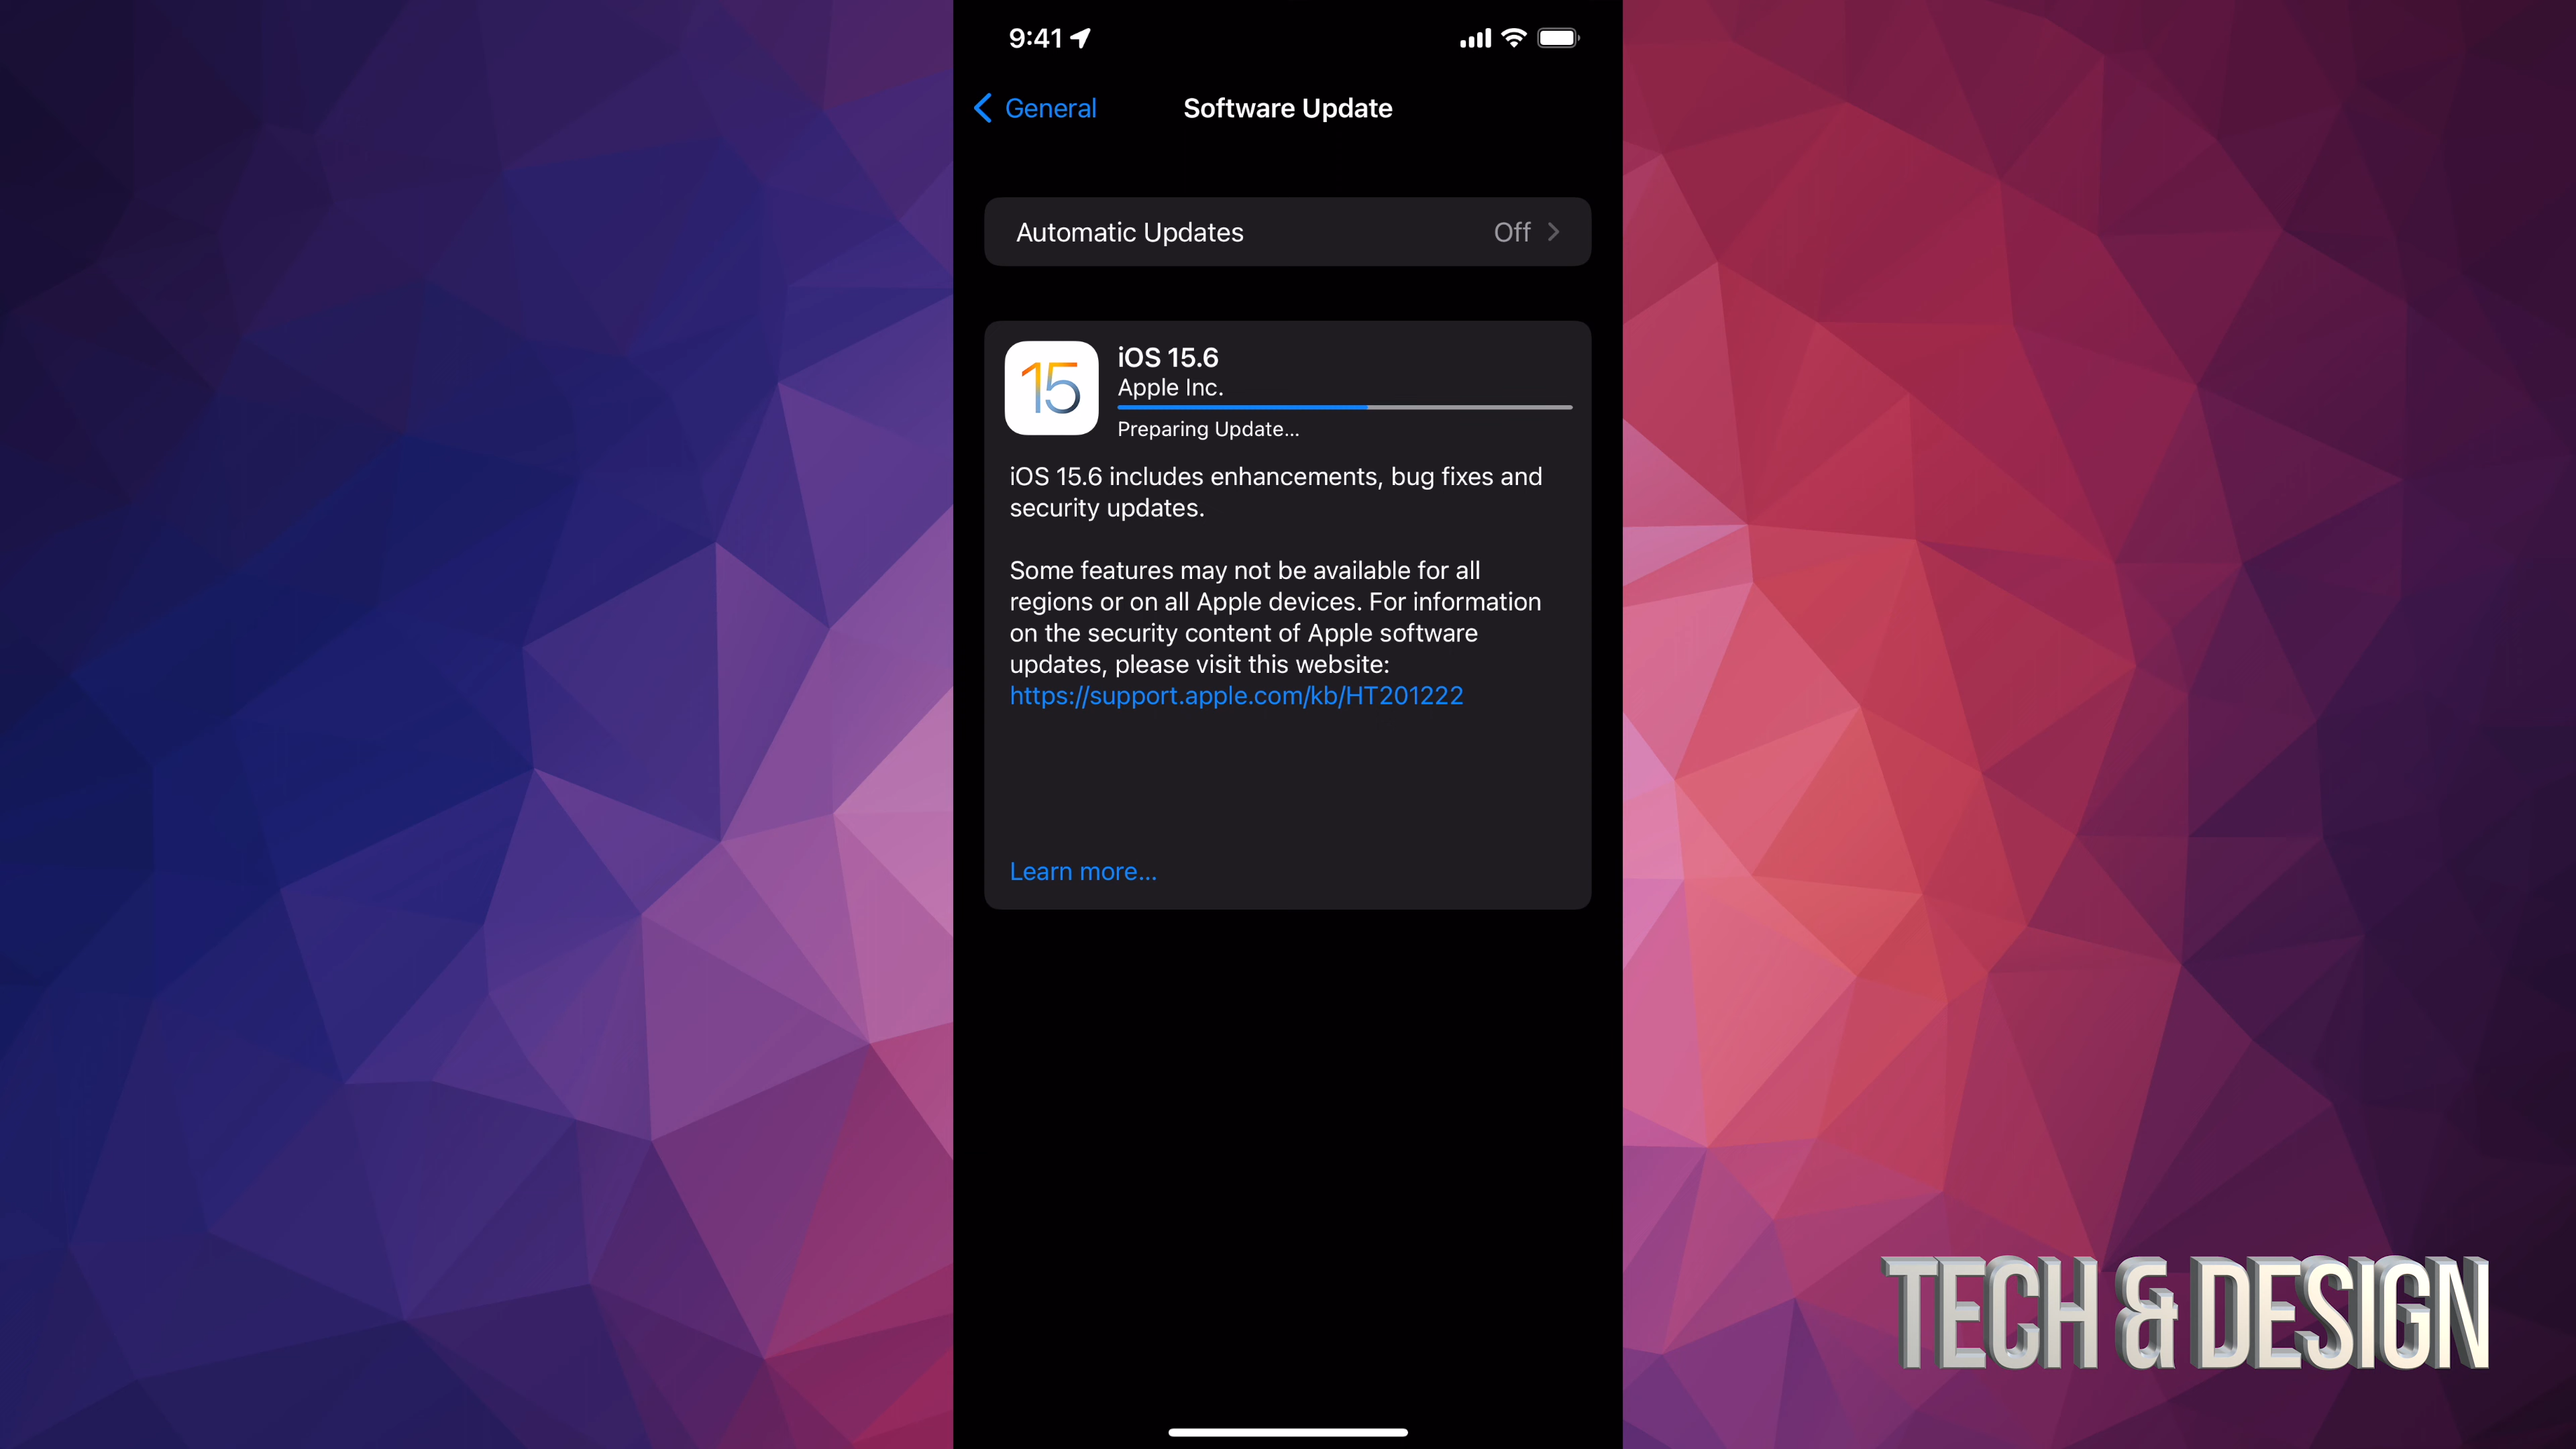 9:41
General
Software Update
Automatic Updates
Off
15
iOS 15.6
Apple Inc.
Preparing Update...
iOS 15.6 includes enhancements, bug fixes and
security updates.
Some features may not be available for all
regions or on all Apple devices. For information
on the security content of Apple software
updates, please visit this website:
https://support.apple.com/kb/HT201222
Learn more...
TECH & DESIGN